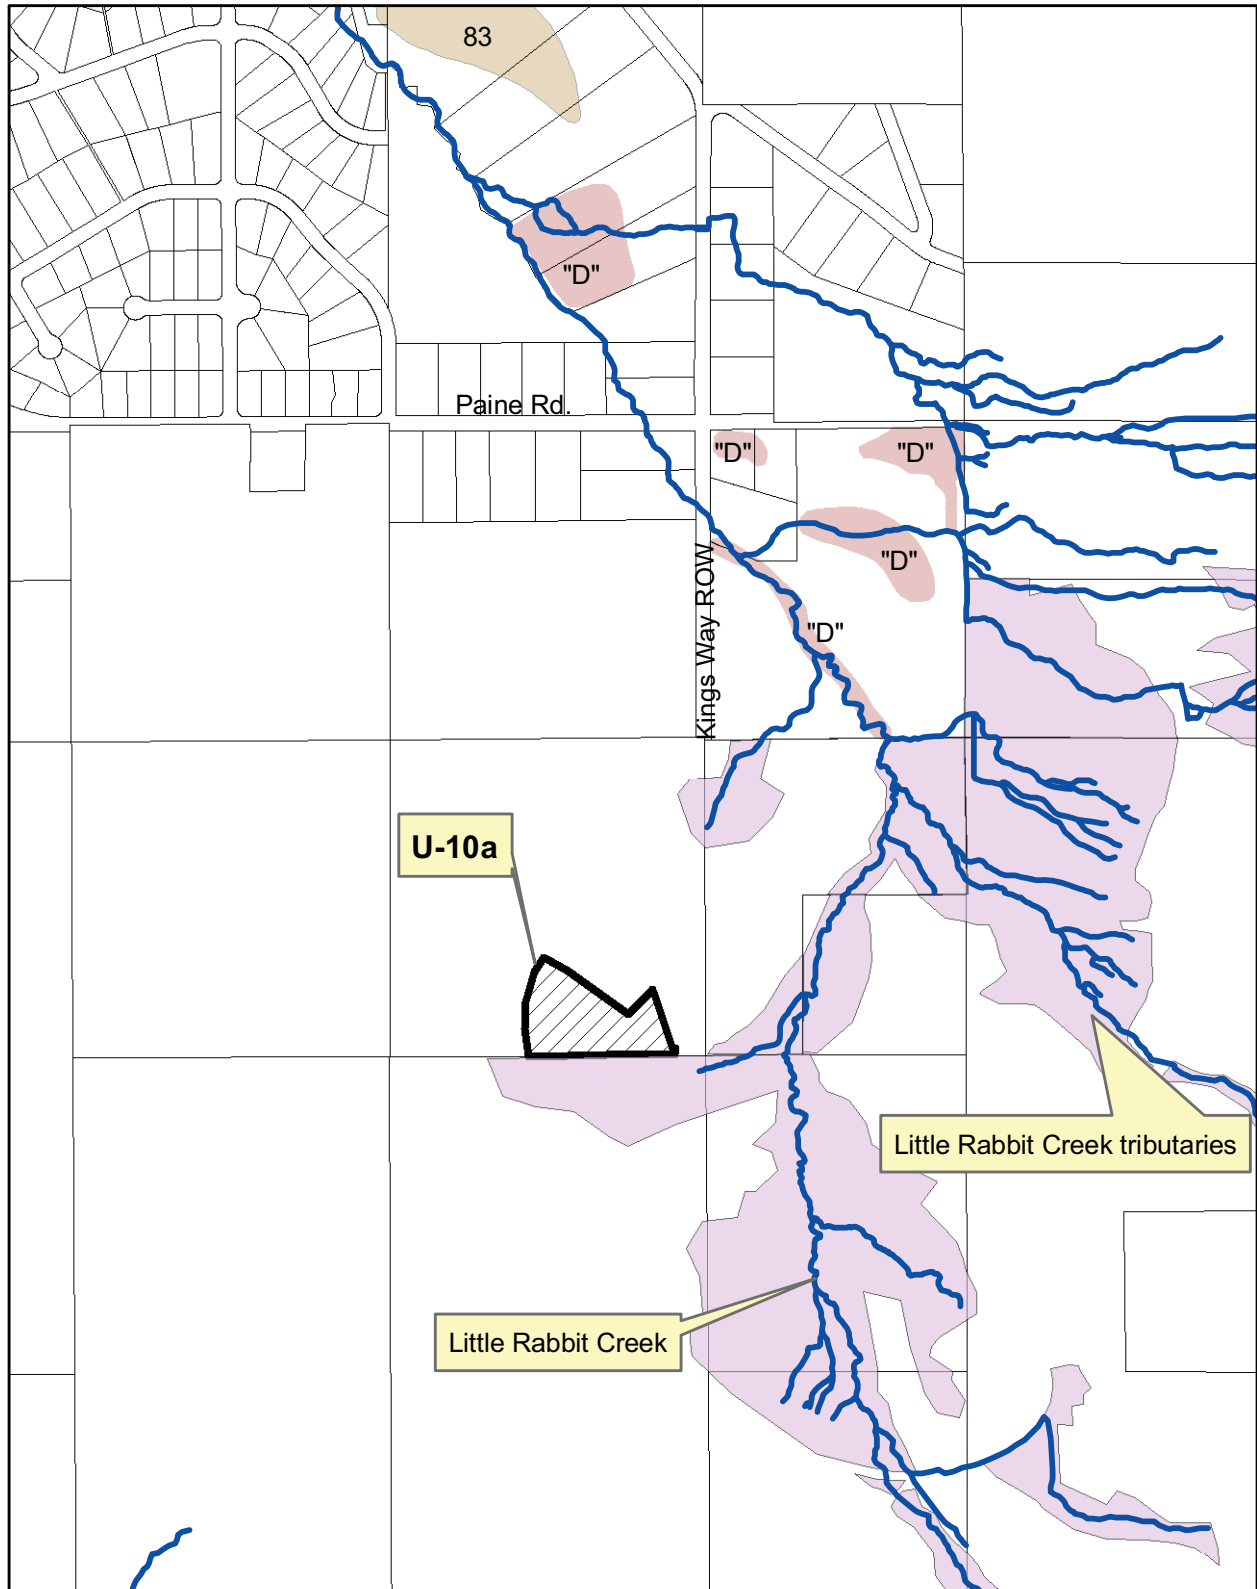 83
"D"
Paine Rd.
"D"
"D"
"D"
Kings Way ROW
"D"
U-10a
Little Rabbit Creek tributaries
Little Rabbit Creek